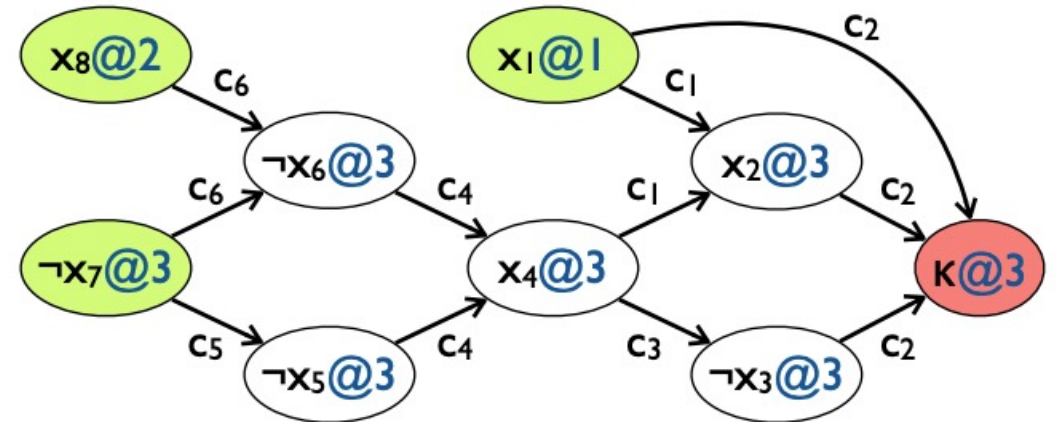 x₈@2
x₁@1
c₂
c₆
c₁
¬x₆@3
x₂@3
c₆
c₄
c₁
c₂
¬x₇@3
x₄@3
κ@3
c₅
c₄
c₃
c₂
¬x₅@3
¬x₃@3